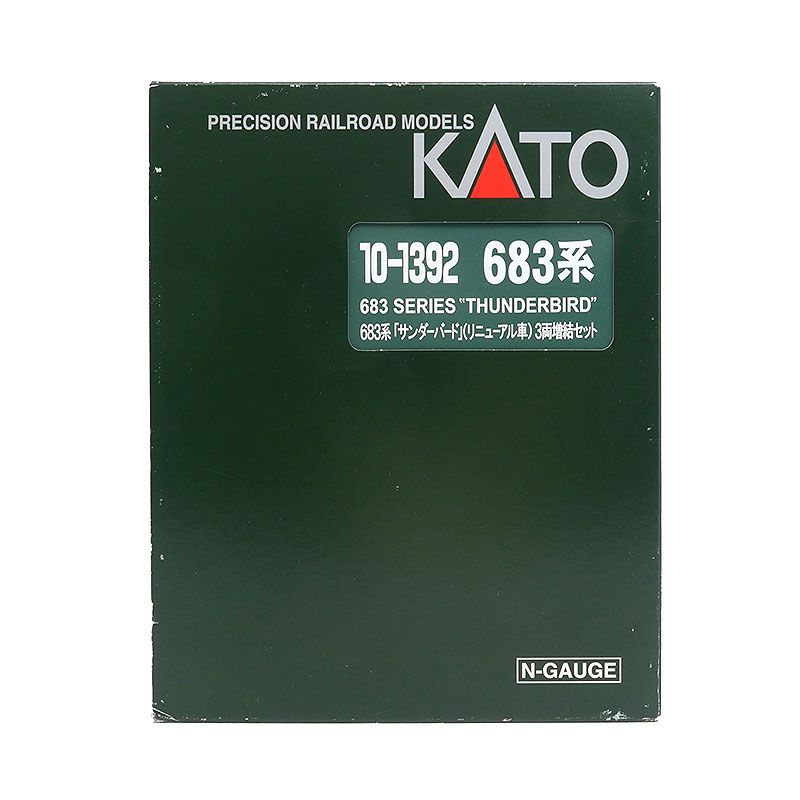 PRECISION RAILROAD MODELS
KATO
10-1392 683系
683 SERIES "THUNDERBIRD"
683系「サンダーバード」(リニューアル車) 3両増結セット
N-GAUGE